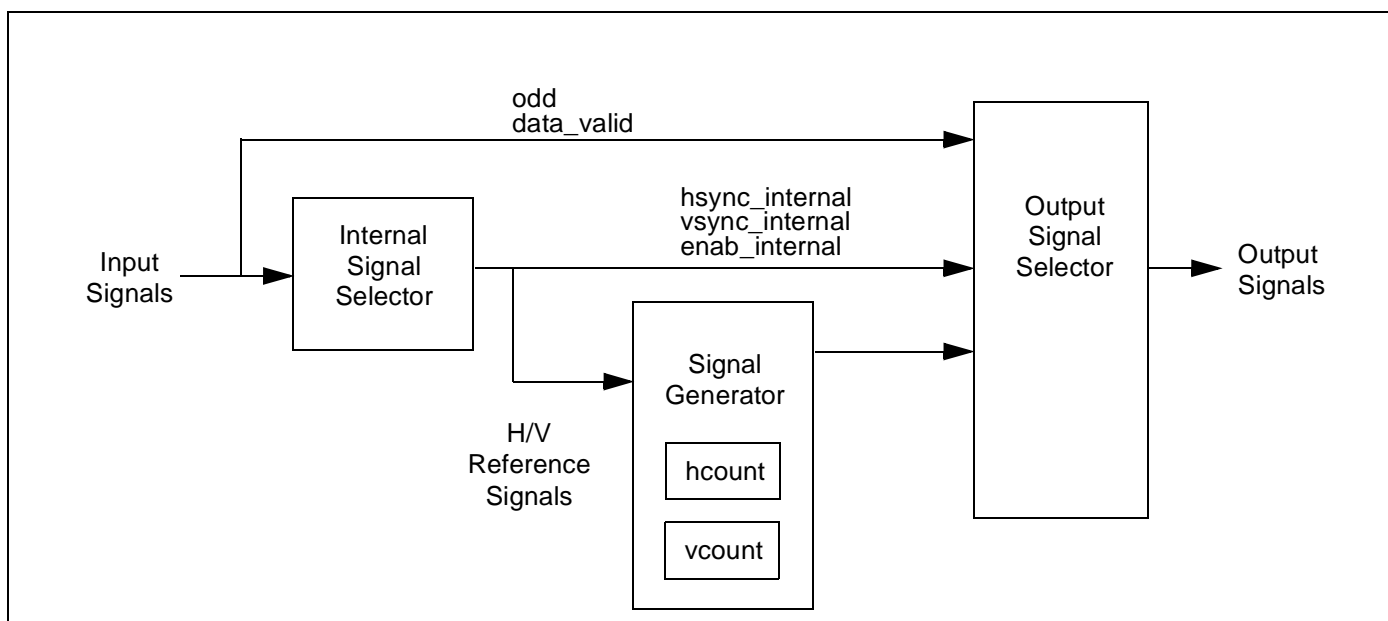 odd
data_valid
hsync_internal
vsync_internal
enab_internal
Input
Signals
Internal
Signal
Selector
Output
Signal
Selector
Output
Signals
Signal
Generator
H/V
Reference
Signals
hcount
vcount